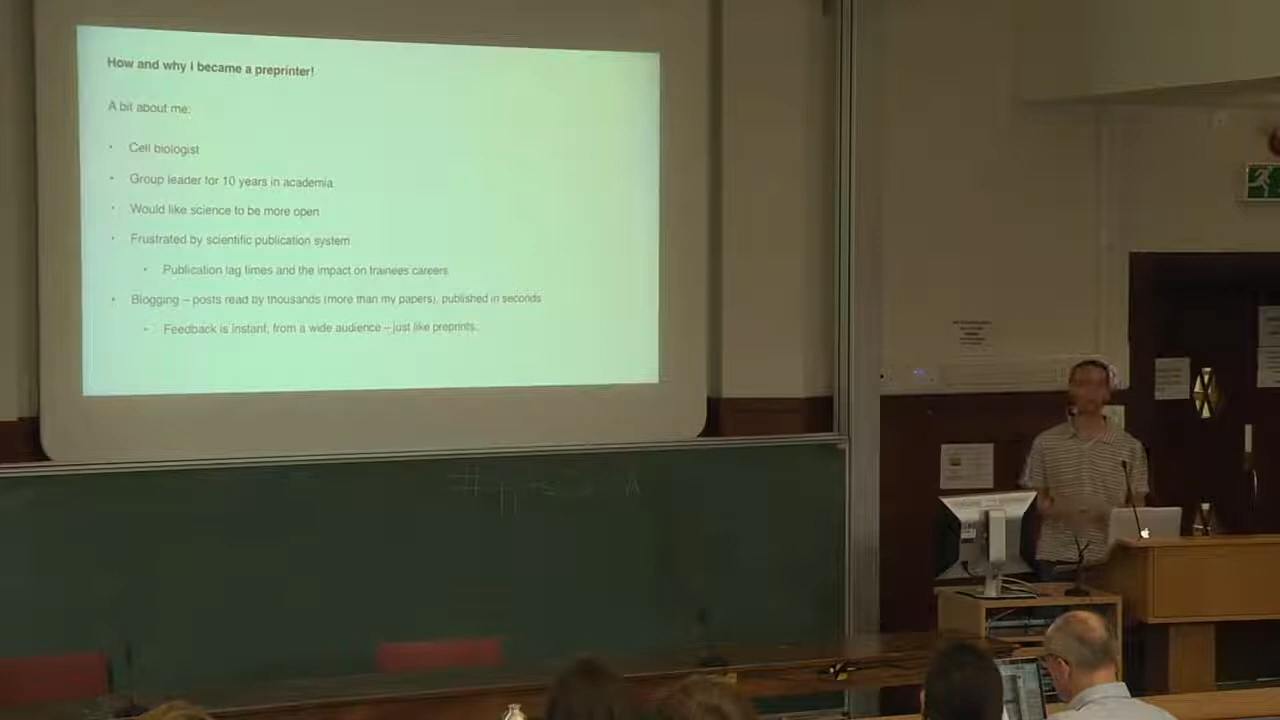 How and why I became a preprinter!
A bit about me:
• Cell biologist
• Group leader for 10 years in academia
• Would like science to be more open
• Frustrated by scientific publication system
• Publication lag times and the impact on trainees careers
• Blogging – posts read by thousands (more than my papers), published in seconds
• Feedback is instant, from a wide audience – just like preprints.